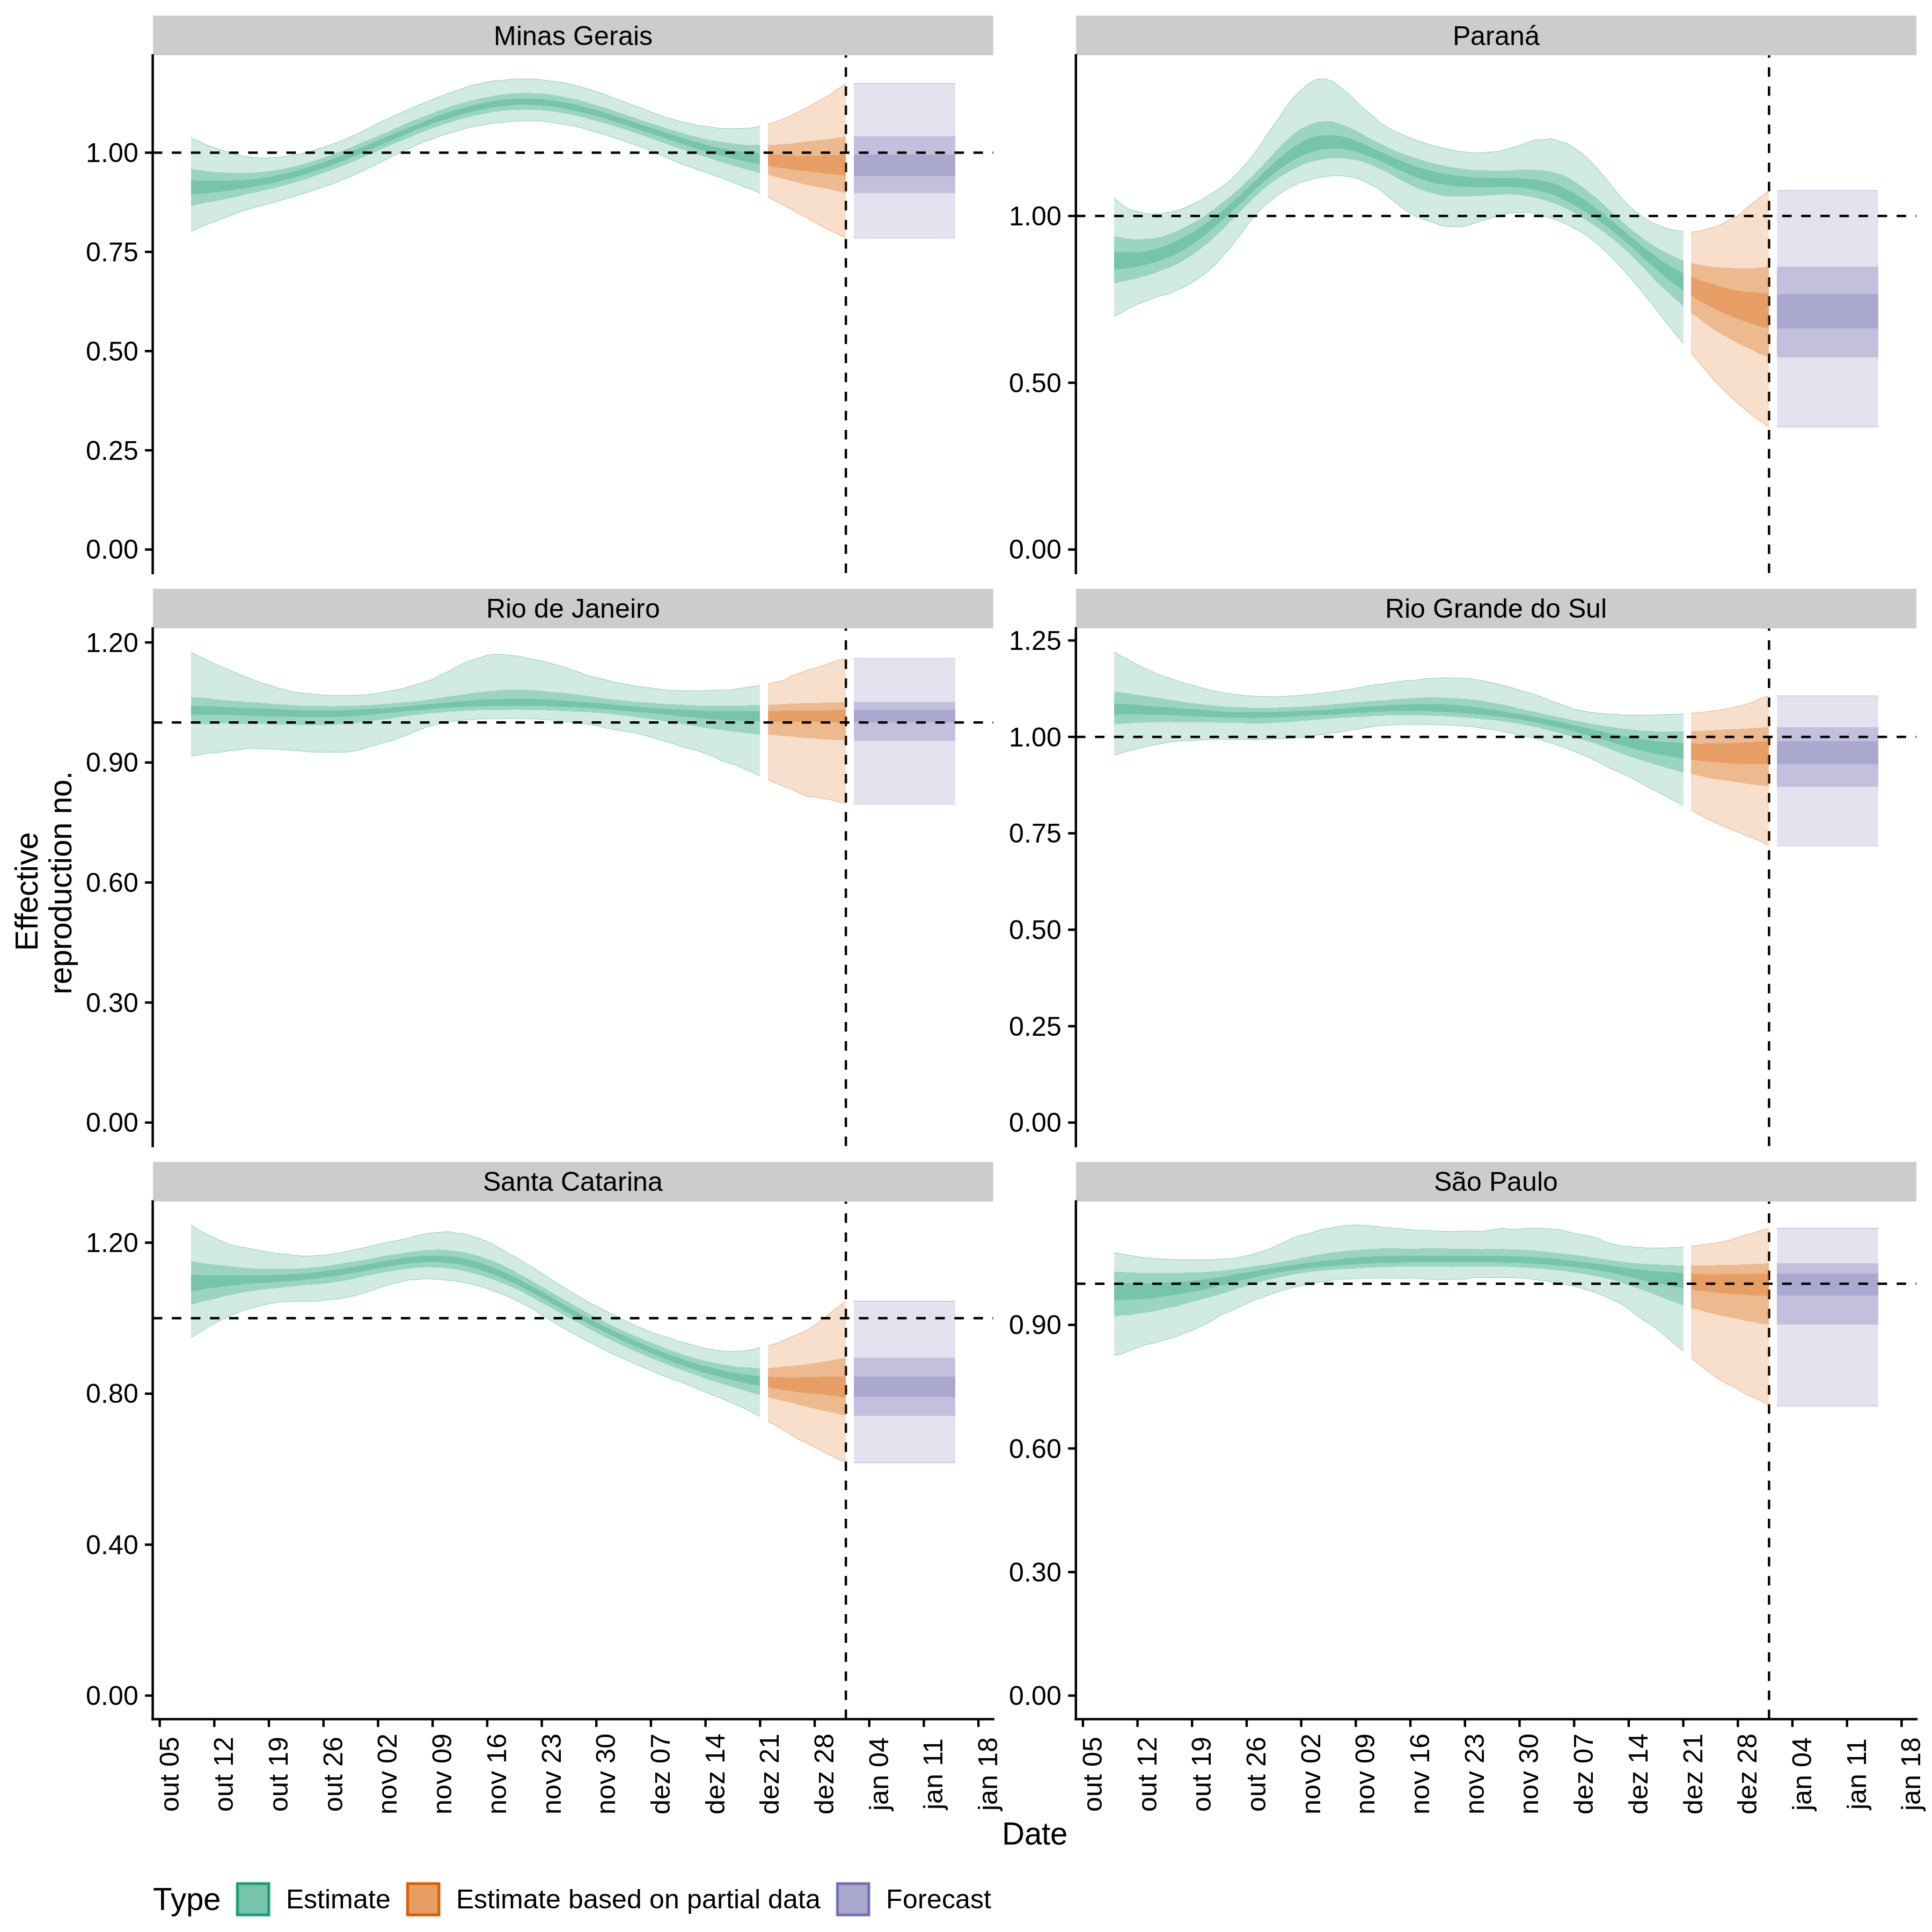 Minas Gerais
Paraná
1.00
0.75
0.50
0.25
0.00
1.00
0.50
0.00
Rio de Janeiro
Rio Grande do Sul
1.20
0.90
0.60
0.30
0.00
1.25
1.00
0.75
0.50
0.25
0.00
Effective
reproduction no.
Santa Catarina
São Paulo
1.20
0.80
0.40
0.00
0.90
0.60
0.30
0.00
out 05
out 12
out 19
out 26
nov 02
nov 09
nov 16
nov 23
nov 30
dez 07
dez 14
dez 21
dez 28
jan 04
jan 11
jan 18
out 05
out 12
out 19
out 26
nov 02
nov 09
nov 16
nov 23
nov 30
dez 07
dez 14
dez 21
dez 28
jan 04
jan 11
jan 18
Date
Type Estimate Estimate based on partial data Forecast